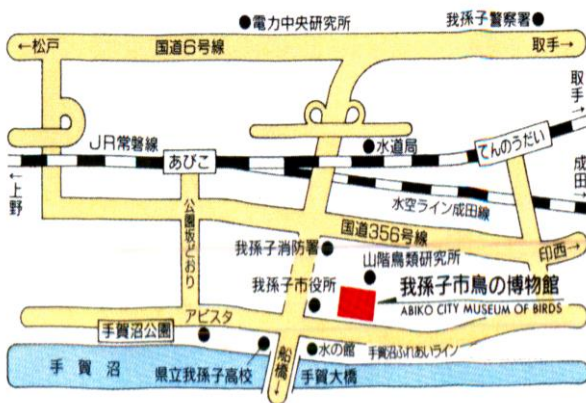 電力中央研究所
我孫子警察署
←松戸
国道6号線
取手→
取手→
JR常磐線
あびこ
水道局
てんのうだい
←上野
水空ライン成田線
成田→
公園坂どおり
国道356号線
我孫子消防署
山階鳥類研究所
印西→
我孫子市役所
我孫子市鳥の博物館
ABIKO CITY MUSEUM OF BIRDS
アビスタ
手賀沼公園
水の館
手賀沼ふれあいライン
手賀沼
県立我孫子高校
船橋→
手賀大橋